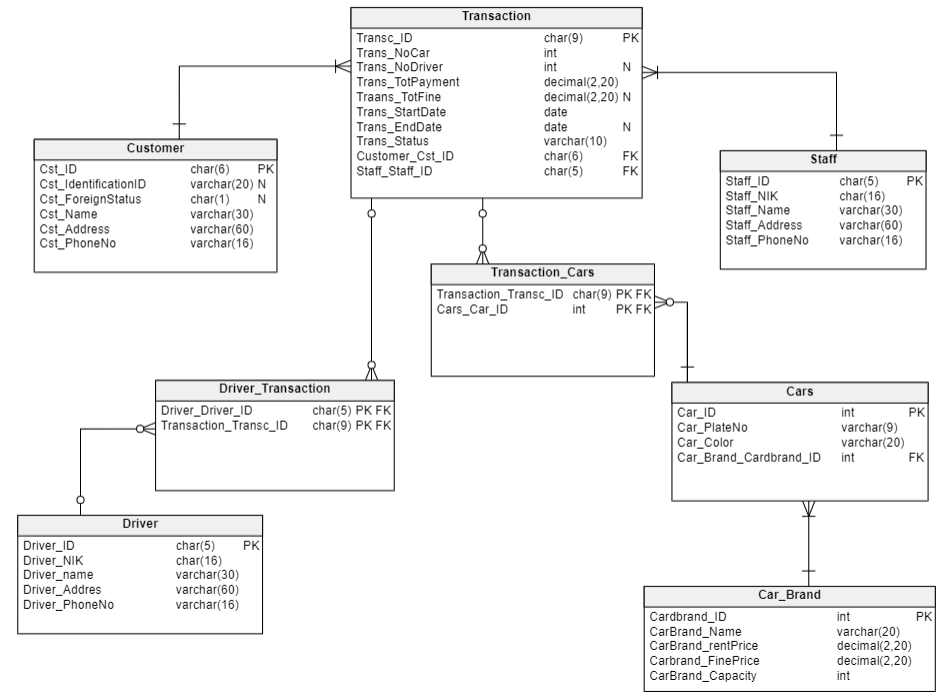 Transaction
Transc_ID char(9) PK
Trans_NoCar int
Trans_NoDriver int N
Trans_TotPayment decimal(2,20)
Traans_TotFine decimal(2,20) N
Trans_StartDate date
Trans_EndDate date N
Trans_Status varchar(10)
Customer_Cst_ID char(6) FK
Staff_Staff_ID char(5) FK
Customer
Cst_ID char(6) PK
Cst_IdentificationID varchar(20) N
Cst_ForeignStatus char(1) N
Cst_Name varchar(30)
Cst_Address varchar(60)
Cst_PhoneNo varchar(16)
Staff
Staff_ID char(5) PK
Staff_NIK char(16)
Staff_Name varchar(30)
Staff_Address varchar(60)
Staff_PhoneNo varchar(16)
Transaction_Cars
Transaction_Transc_ID char(9) PK FK
Cars_Car_ID int PK FK
Driver_Transaction
Driver_Driver_ID char(5) PK FK
Transaction_Transc_ID char(9) PK FK
Cars
Car_ID int PK
Car_PlateNo varchar(9)
Car_Color varchar(20)
Car_Brand_Cardbrand_ID int FK
Driver
Driver_ID char(5) PK
Driver_NIK char(16)
Driver_name varchar(30)
Driver_Addres varchar(60)
Driver_PhoneNo varchar(16)
Car_Brand
Cardbrand_ID int PK
CarBrand_Name varchar(20)
CarBrand_rentPrice decimal(2,20)
Carbrand_FinePrice decimal(2,20)
CarBrand_Capacity int